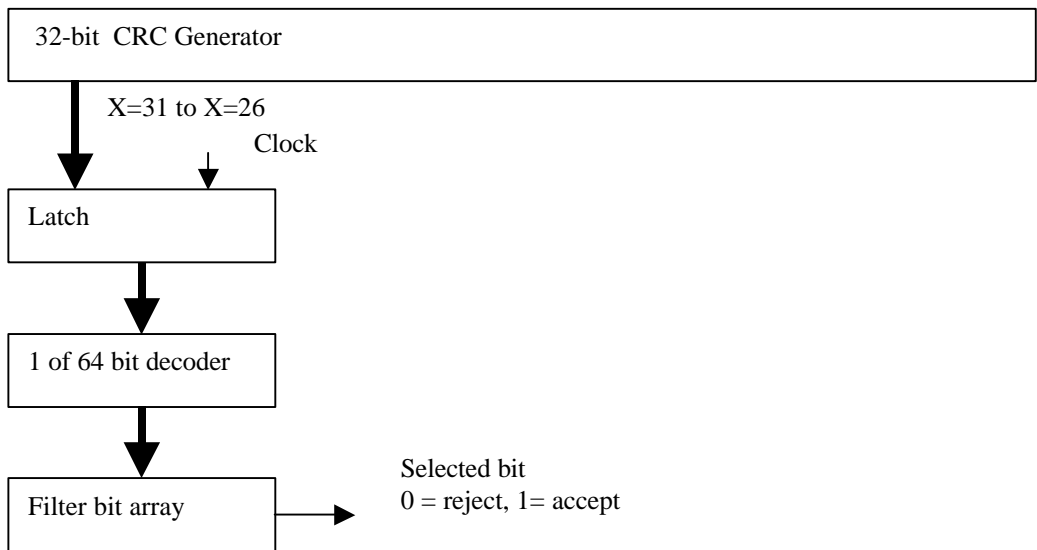 32-bit  CRC Generator
X=31 to X=26
Clock
Latch
1 of 64 bit decoder
Selected bit
0 = reject, 1= accept
Filter bit array